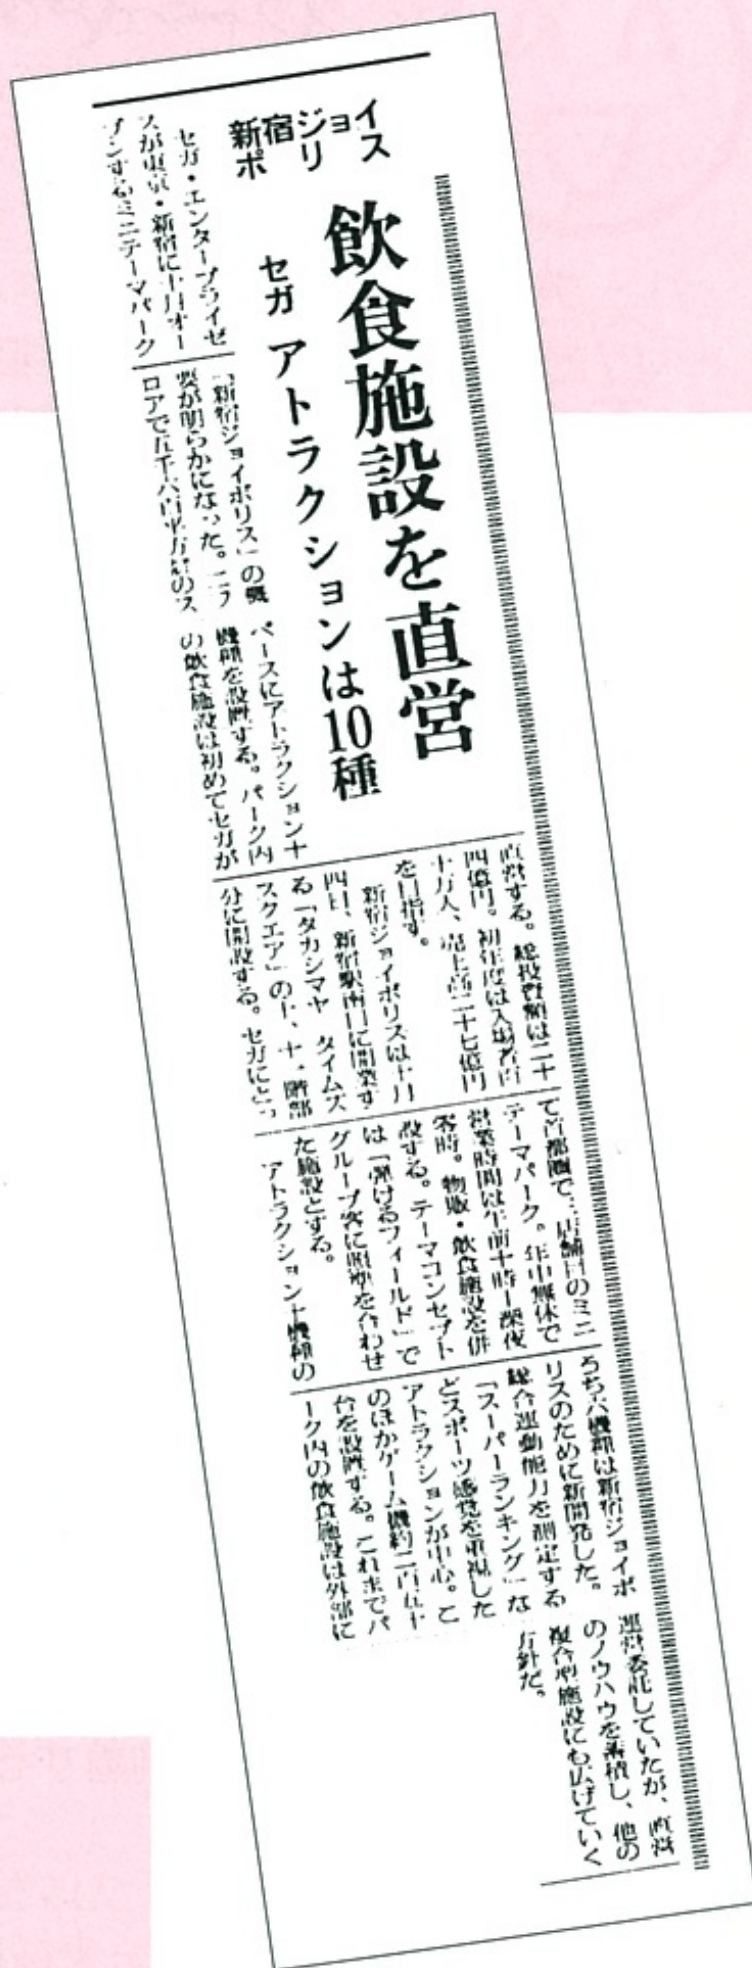 新宿ジョイ
ポリス
飲食施設を直営
セガ アトラクションは10種
セガ・エンタープライゼ
スが東京・新宿に十月オー
プンするミニテーマパーク
「新宿ジョイポリス」の概
要が明らかになった。二フ
ロアで五千六百平方㍍のス
ペースにアトラクション十
機種を設置する。パーク内
の飲食施設は初めてセガが
直営する。総投資額は二十
四億円。初年度は入場者百
十万人、売上高二十七億円
を目指す。
新宿ジョイポリスは十月
四日、新宿駅南口に開業す
る「タカシマヤ タイムズ
スクエア」の十、十一階部
分に開設する。セガにとっ
て首都圏で 店舗目のミニ
テーマパーク。年中無休で
営業時間は午前十時―深夜
零時。物販・飲食施設を併
設する。テーマコンセプト
は「弾けるフィールド」で
グループ客に照準を合わせ
た施設とする。
アトラクション十機種の
うち六機種は新宿ジョイポ
リスのために新開発した。
総合運動能力を測定する
「スーパーランキング」な
どスポーツ感覚を重視した
アトラクションが中心。こ
のほかゲーム機約二百五十
台を設置する。これまでパ
ーク内の飲食施設は外部に
運営委託していたが、直営
のノウハウを蓄積し、他の
複合型施設にも広げていく
方針だ。